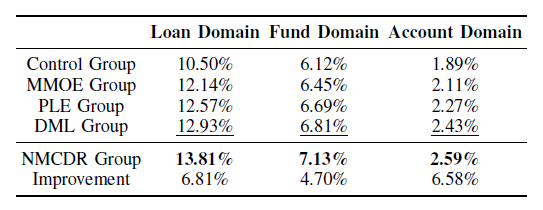 Loan Domain Fund Domain Account Domain
Control Group 10.50% 6.12% 1.89%
MMOE Group 12.14% 6.45% 2.11%
PLE Group 12.57% 6.69% 2.27%
DML Group 12.93% 6.81% 2.43%
NMCDR Group 13.81% 7.13% 2.59%
Improvement 6.81% 4.70% 6.58%